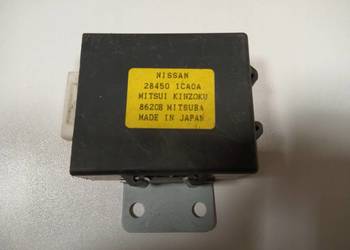 NISSAN
28450 1CA0A
MITSUI KINZOKU
8620B MITSUBA
MADE IN JAPAN